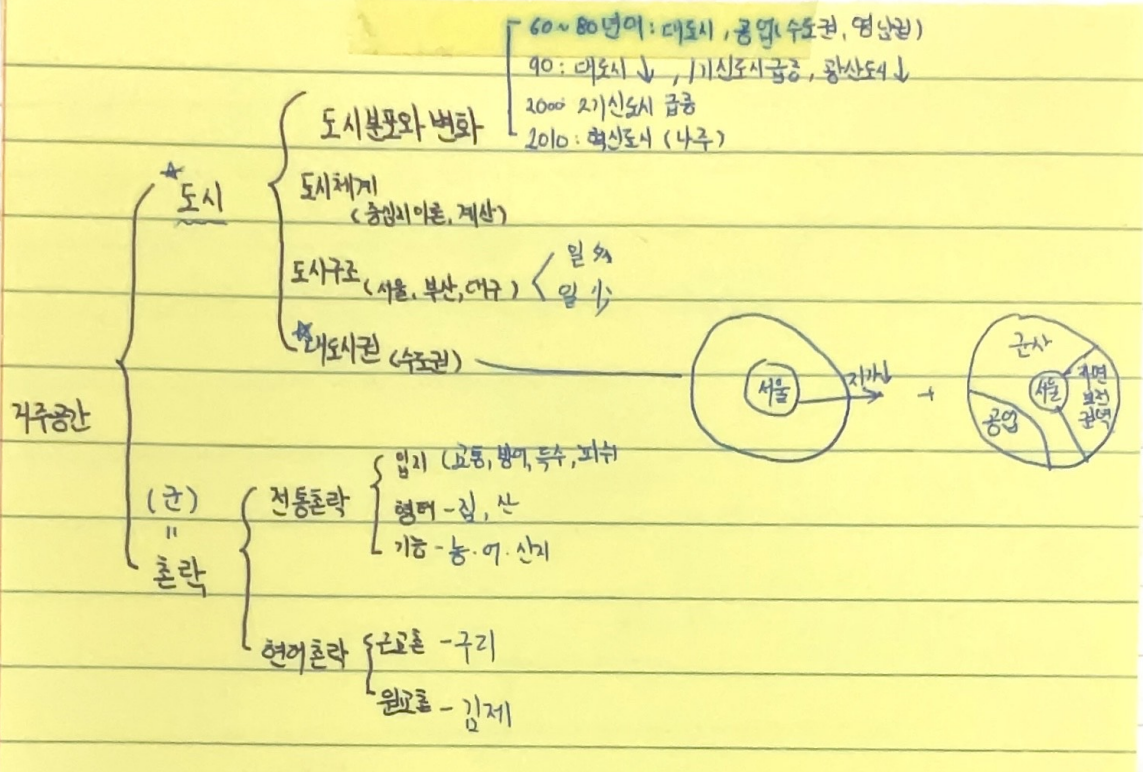 60~80년대 : 대도시, 공업(수도권, 영남권)
90 : 대도시↓, 1기신도시급증, 광산도시↓
2000 2기신도시 급증
2010 : 혁신도시 (나주)
도시분포와 변화
☆도시
도시체계
(중심지이론, 계산)
도시구조 (서울, 부산, 대구)
일 多
일 少
☆대도시권 (수도권)
서울
지가↓
+
군사
서울
자연
보전
권역
공업
거주공간
(군)
=
촌락
전통촌락
입지 (교통, 방어, 득수, 피수)
형태 - 집, 산
기능 - 농·어·산지
현대촌락
근교촌 - 구리
원교촌 - 김제